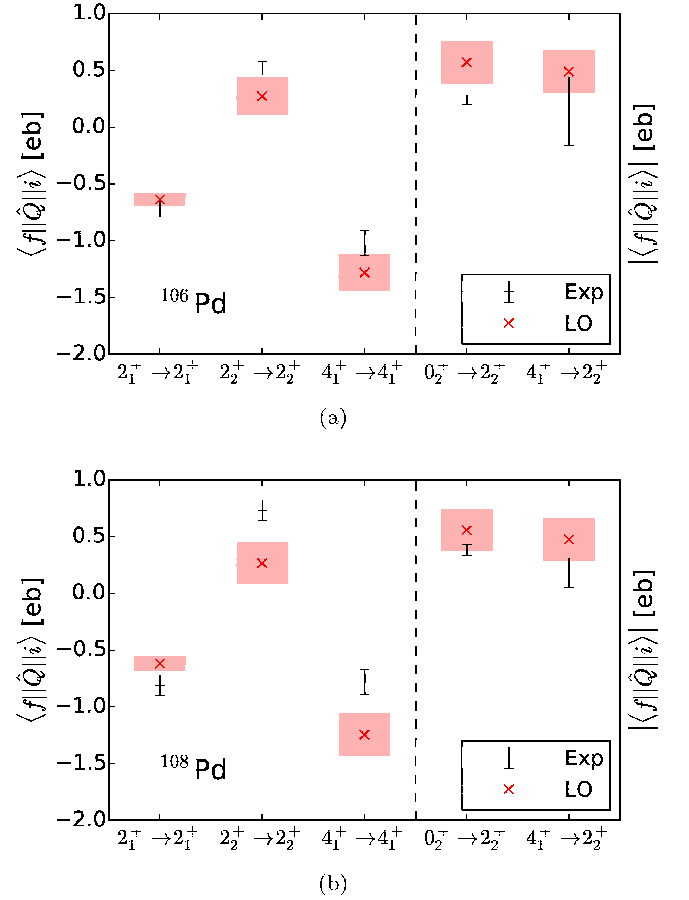 1.0
0.5
0.0
−0.5
−1.0
−1.5
−2.0
⟨f||Q̂||i⟩ [eb]
|⟨f||Q̂||i⟩| [eb]
¹⁰⁶Pd
Exp
LO
2₁⁺→2₁⁺ 2₂⁺→2₂⁺ 4₁⁺→4₁⁺ 0₂⁺→2₂⁺ 4₁⁺→2₂⁺
(a)
1.0
0.5
0.0
−0.5
−1.0
−1.5
−2.0
⟨f||Q̂||i⟩ [eb]
|⟨f||Q̂||i⟩| [eb]
¹⁰⁸Pd
Exp
LO
2₁⁺→2₁⁺ 2₂⁺→2₂⁺ 4₁⁺→4₁⁺ 0₂⁺→2₂⁺ 4₁⁺→2₂⁺
(b)